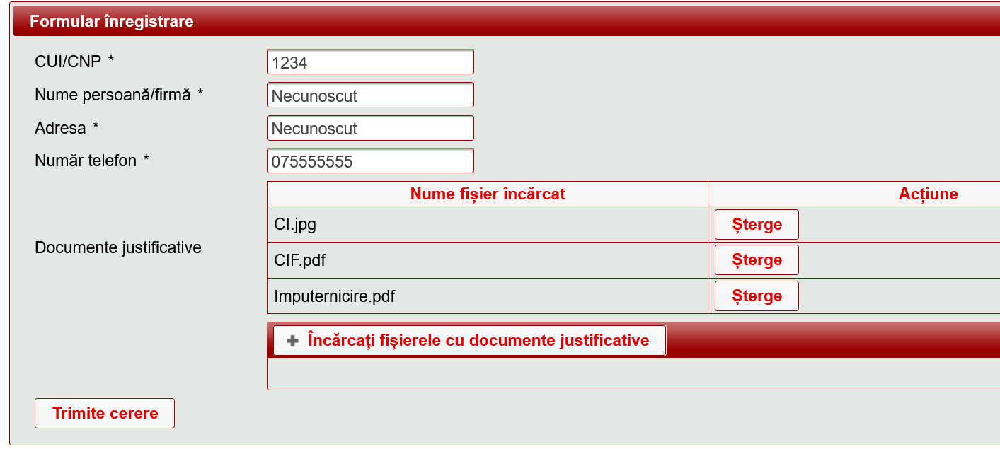 Formular înregistrare
CUI/CNP * 1234
Nume persoană/firmă * Necunoscut
Adresa * Necunoscut
Număr telefon * 075555555
Nume fișier încărcat Acțiune
CI.jpg Șterge
Documente justificative
CIF.pdf Șterge
Imputernicire.pdf Șterge
Încărcați fișierele cu documente justificative
Trimite cerere